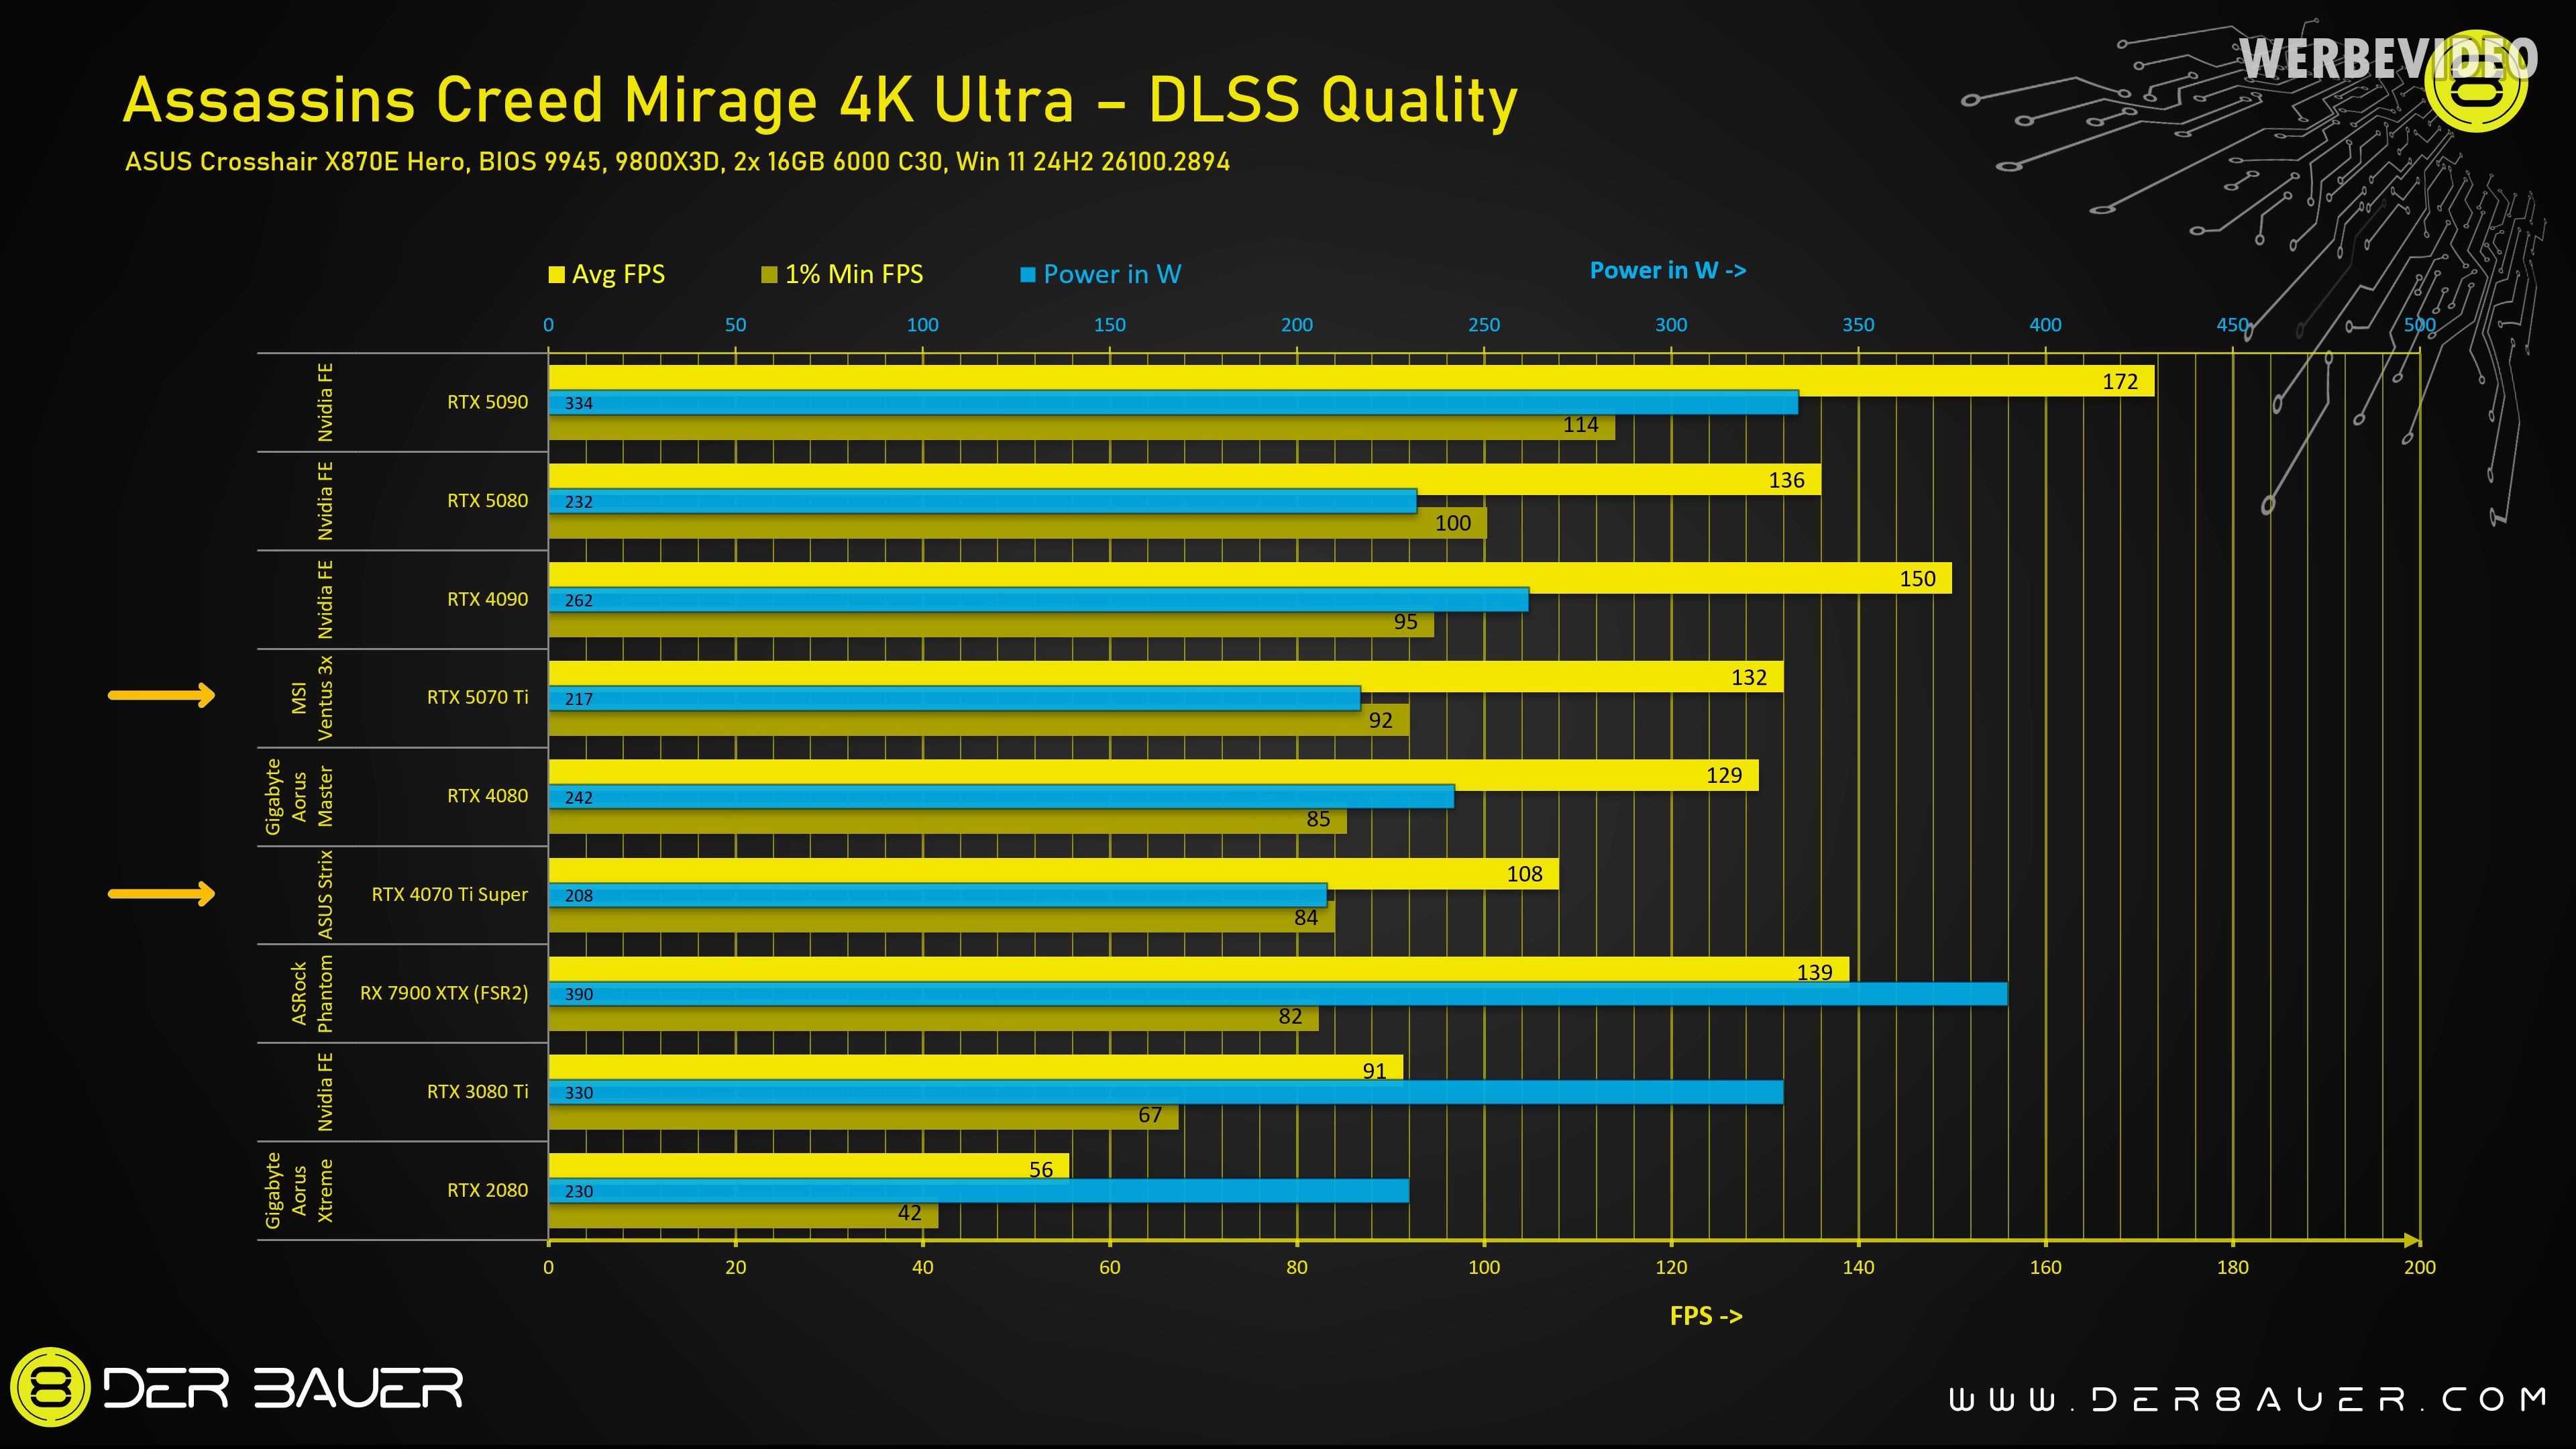 WERBEVIDEO
Assassins Creed Mirage 4K Ultra – DLSS Quality
ASUS Crosshair X870E Hero, BIOS 9945, 9800X3D, 2x 16GB 6000 C30, Win 11 24H2 26100.2894
Avg FPS 1% Min FPS Power in W Power in W ->
0 50 100 150 200 250 300 350 400 450 500
Nvidia FE RTX 5090 172 334 114
Nvidia FE RTX 5080 136 232 100
Nvidia FE RTX 4090 150 262 95
MSI Ventus 3x RTX 5070 Ti 132 217 92
Gigabyte Aorus Master RTX 4080 129 242 85
ASUS Strix RTX 4070 Ti Super 108 208 84
ASRock Phantom RX 7900 XTX (FSR2) 139 390 82
Nvidia FE RTX 3080 Ti 91 330 67
Gigabyte Aorus Xtreme RTX 2080 56 230 42
0 20 40 60 80 100 120 140 160 180 200
FPS ->
DER 8AUER
WWW.DER8AUER.COM